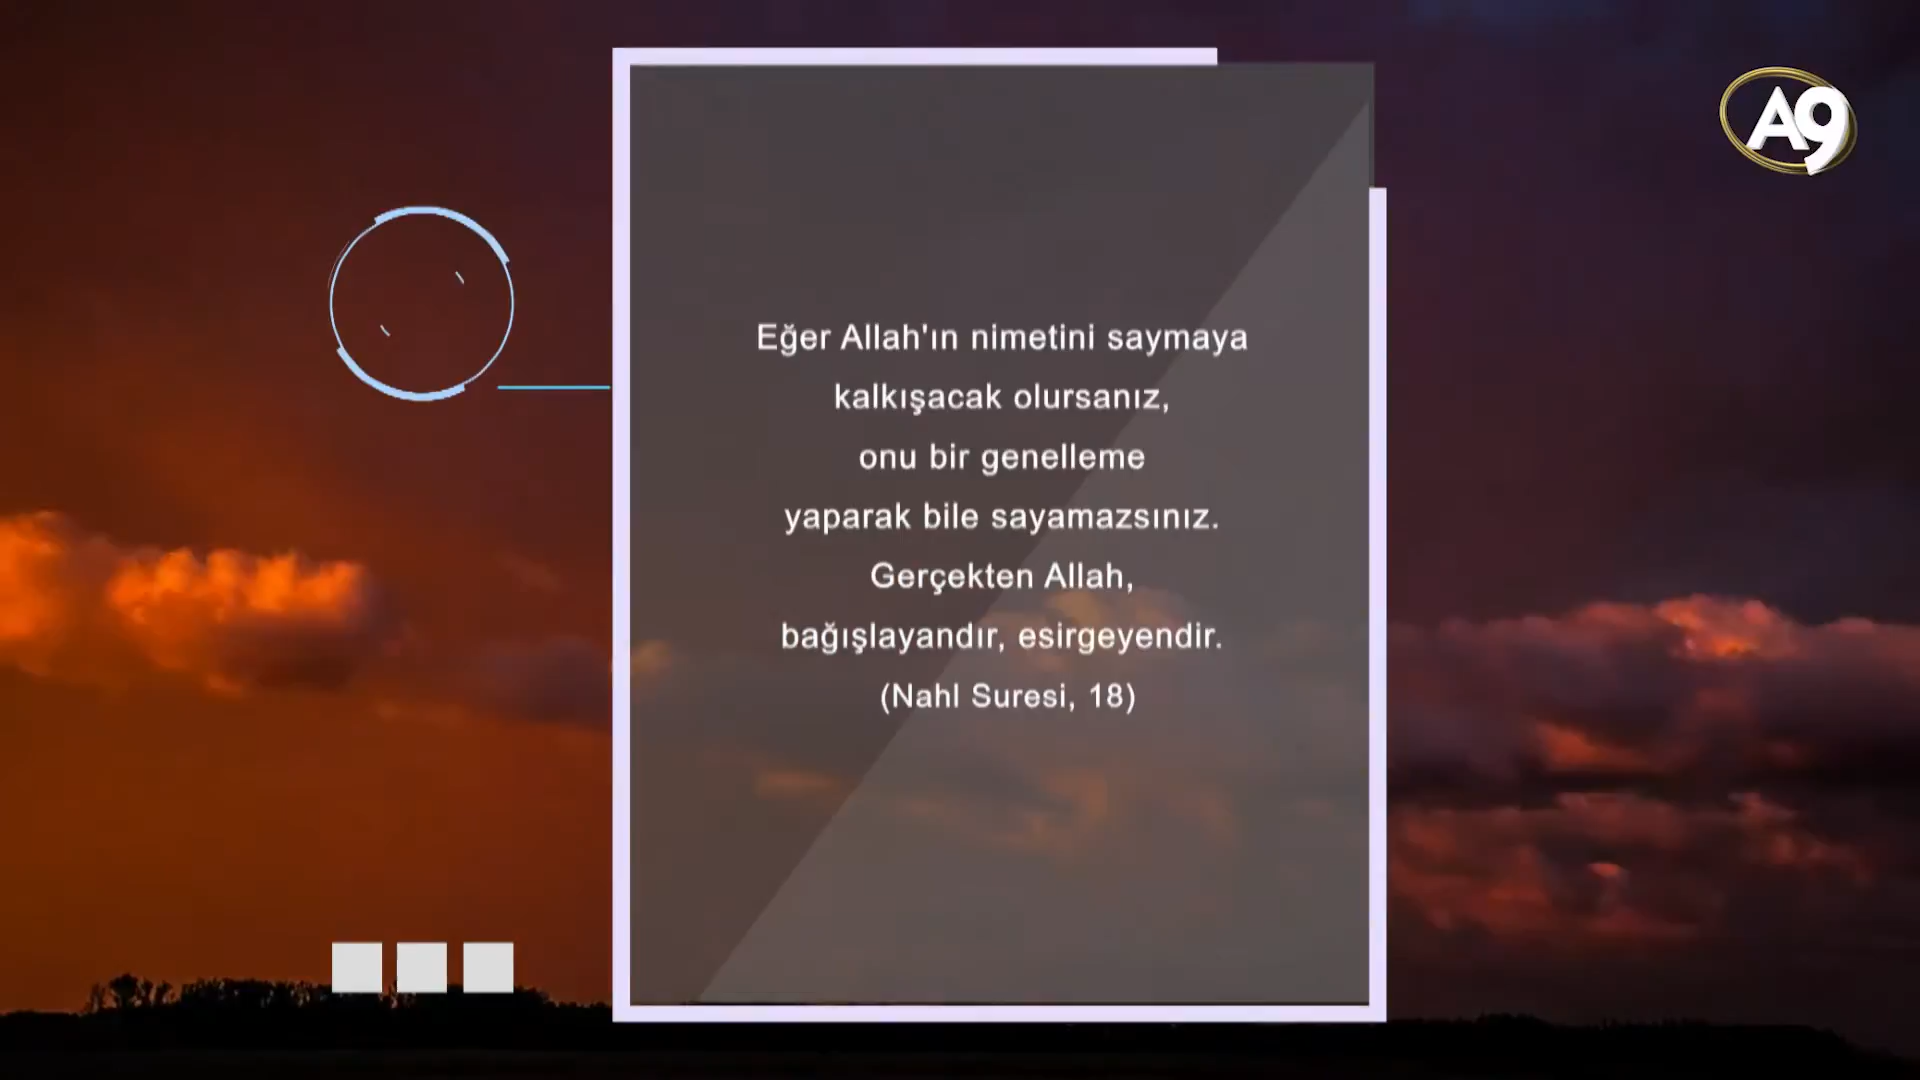 A9
Eğer Allah'ın nimetini saymaya
kalkışacak olursanız,
onu bir genelleme
yaparak bile sayamazsınız.
Gerçekten Allah,
bağışlayandır, esirgeyendir.
(Nahl Suresi, 18)